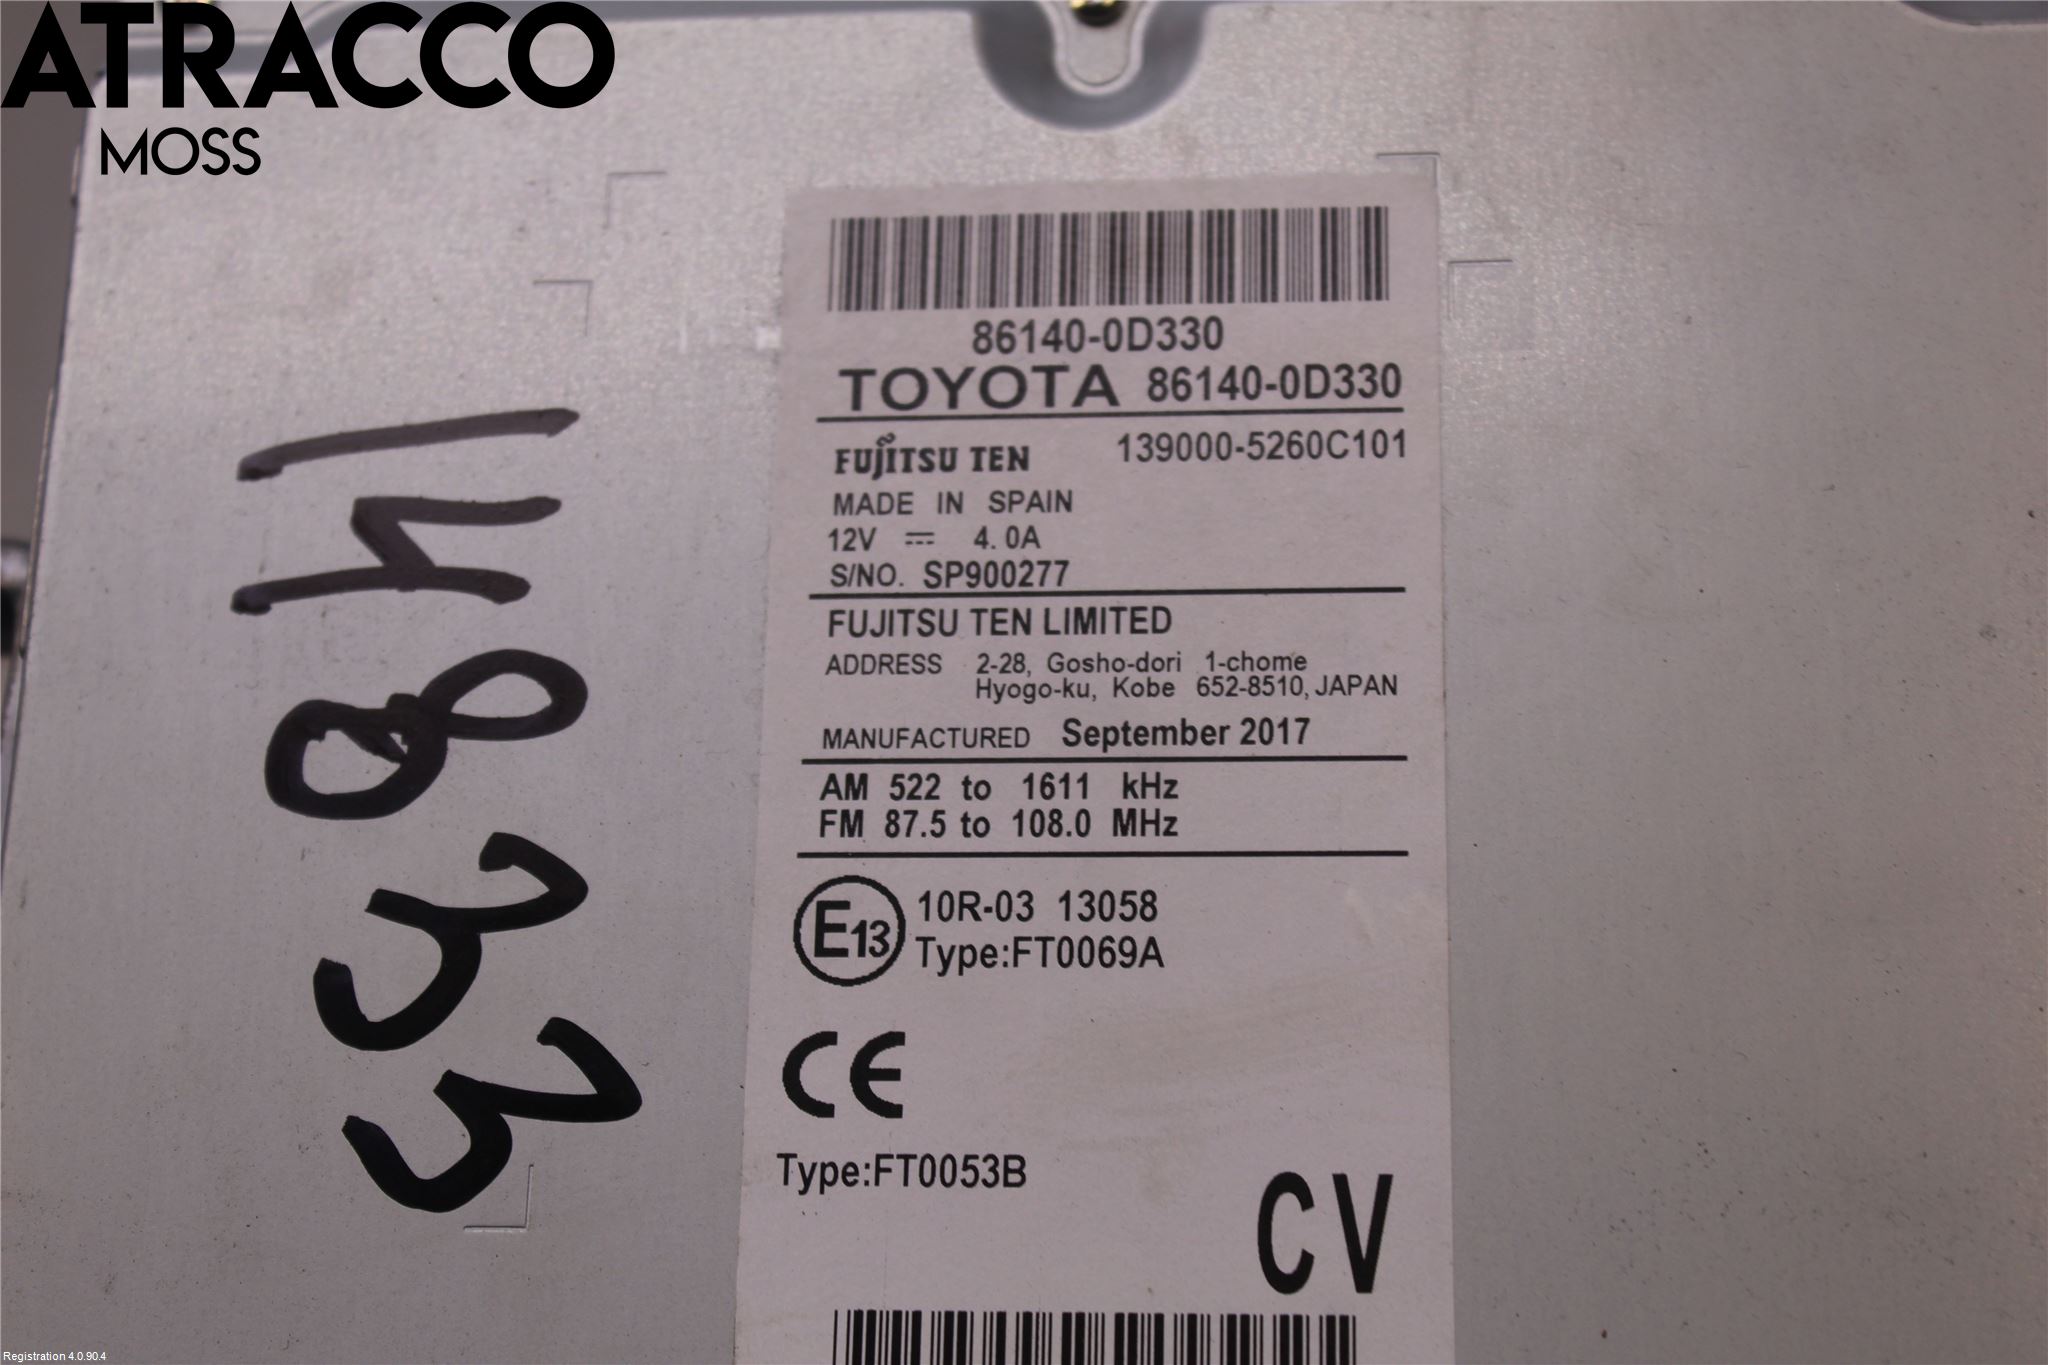 ATRACCO
MOSS
14833
86140-0D330
TOYOTA 86140-0D330
FUJITSU TEN 139000-5260C101
MADE IN SPAIN
12V ⎓ 4.0A
S/NO. SP900277
FUJITSU TEN LIMITED
ADDRESS 2-28, Gosho-dori 1-chome
Hyogo-ku, Kobe 652-8510, JAPAN
MANUFACTURED September 2017
AM 522 to 1611 kHz
FM 87.5 to 108.0 MHz
E13 10R-03 13058
Type:FT0069A
CE
Type:FT0053B
CV
Registration 4.0.90.4